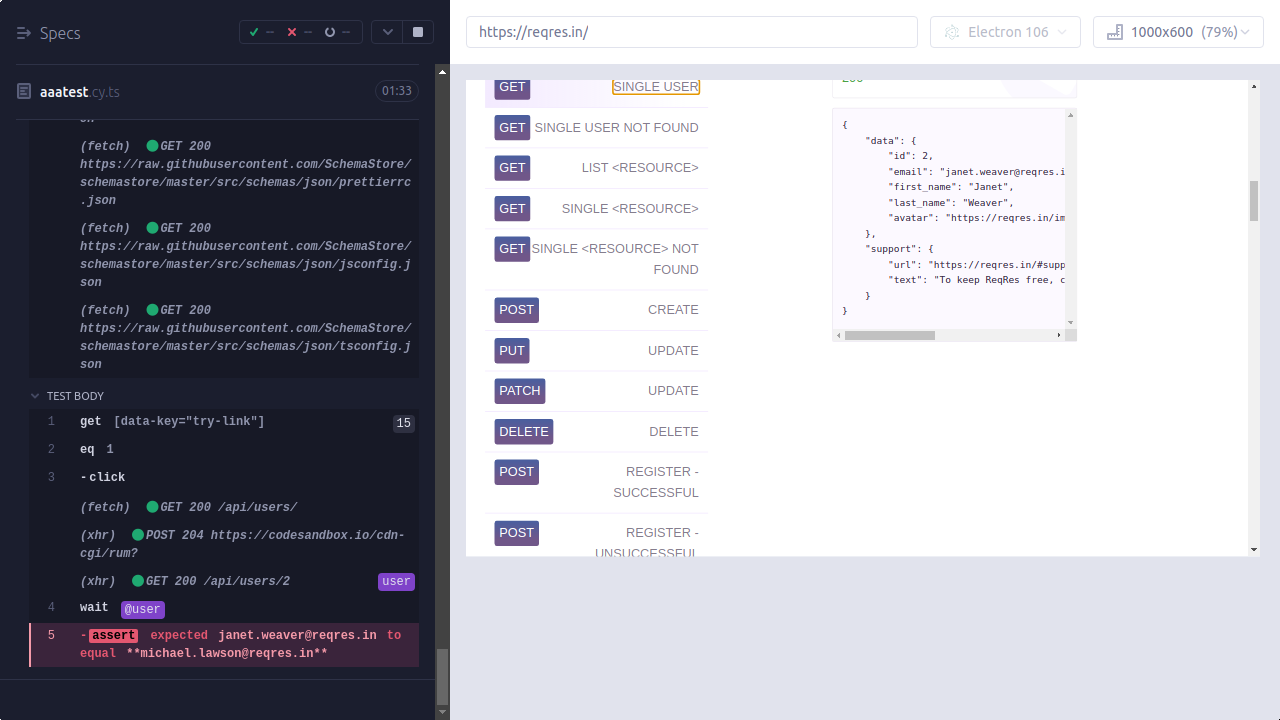 Specs
--
--
--
aaatest.cy.ts
01:33
on
(fetch) GET 200
https://raw.githubusercontent.com/SchemaStore/
schemastore/master/src/schemas/json/prettierrc
.json
(fetch) GET 200
https://raw.githubusercontent.com/SchemaStore/
schemastore/master/src/schemas/json/jsconfig.j
son
(fetch) GET 200
https://raw.githubusercontent.com/SchemaStore/
schemastore/master/src/schemas/json/tsconfig.j
son
TEST BODY
1 get [data-key="try-link"] 15
2 eq 1
3 -click
(fetch) GET 200 /api/users/
(xhr) POST 204 https://codesandbox.io/cdn-
cgi/rum?
(xhr) GET 200 /api/users/2 user
4 wait @user
5 -assert expected janet.weaver@reqres.in to
equal **michael.lawson@reqres.in**
https://reqres.in/
Electron 106
1000x600 (79%)
GET SINGLE USER
GET SINGLE USER NOT FOUND
GET LIST <RESOURCE>
GET SINGLE <RESOURCE>
GET SINGLE <RESOURCE> NOT
FOUND
POST CREATE
PUT UPDATE
PATCH UPDATE
DELETE DELETE
POST REGISTER -
SUCCESSFUL
POST REGISTER -
UNSUCCESSFUL
200
{
"data": {
"id": 2,
"email": "janet.weaver@reqres.i
"first_name": "Janet",
"last_name": "Weaver",
"avatar": "https://reqres.in/im
},
"support": {
"url": "https://reqres.in/#supp
"text": "To keep ReqRes free, c
}
}